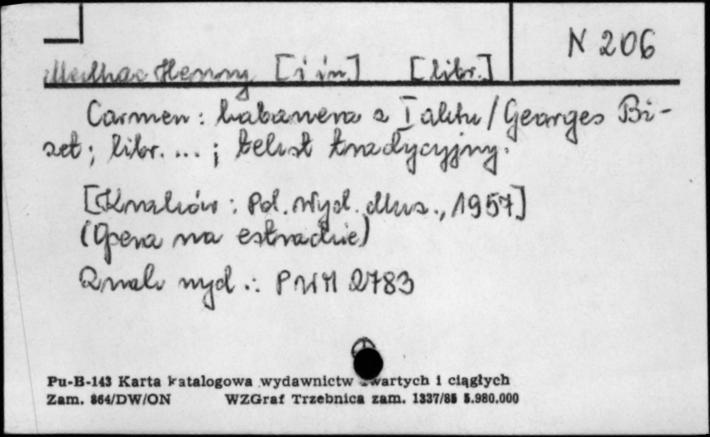 N 206
Meilhac Henry [i in.] [libr.]
Carmen : habanera z I aktu / Georges Bi-
zet ; libr. ... ; tekst tradycyjny.
[Kraków : Pol. Wyd. Muz., 1957]
(Opera na estradzie)
Znak wyd.: PWM 2783
Pu-B-143 Karta katalogowa wydawnictw zwartych i ciągłych
Zam. 864/DW/ON WZGraf Trzebnica zam. 1337/85 5.980.000